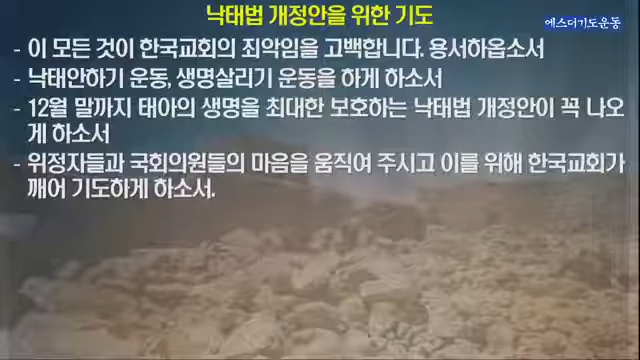 낙태법 개정안을 위한 기도
에스더기도운동
- 이 모든 것이 한국교회의 죄악임을 고백합니다. 용서하옵소서
- 낙태안하기 운동, 생명살리기 운동을 하게 하소서
- 12월 말까지 태아의 생명을 최대한 보호하는 낙태법 개정안이 꼭 나오
게 하소서
- 위정자들과 국회의원들의 마음을 움직여 주시고 이를 위해 한국교회가
깨어 기도하게 하소서.